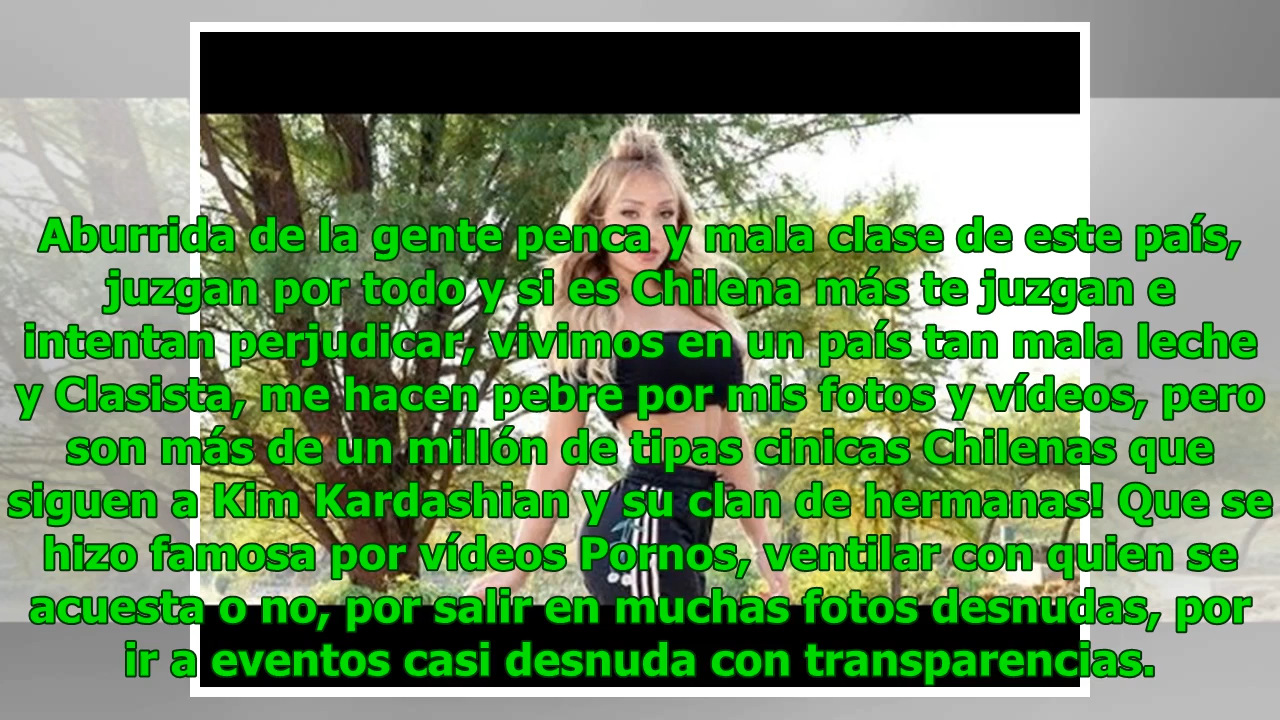 Aburrida de la gente penca y mala clase de este país,
juzgan por todo y si es Chilena más te juzgan e
intentan perjudicar, vivimos en un país tan mala leche
y Clasista, me hacen pebre por mis fotos y vídeos, pero
son más de un millón de tipas cinicas Chilenas que
siguen a Kim Kardashian y su clan de hermanas! Que se
hizo famosa por vídeos Pornos, ventilar con quien se
acuesta o no, por salir en muchas fotos desnudas, por
ir a eventos casi desnuda con transparencias.